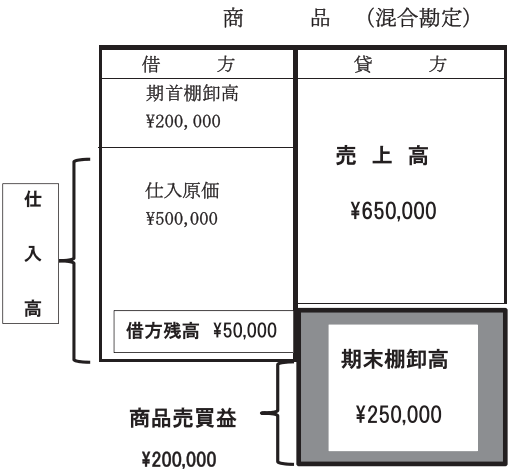 商　　　品　（混合勘定）
借　　　方
貸　　　方
期首棚卸高
¥200,000
仕入原価
¥500,000
仕入高
売　上　高
¥650,000
借方残高　¥50,000
期末棚卸高
¥250,000
商品売買益
¥200,000